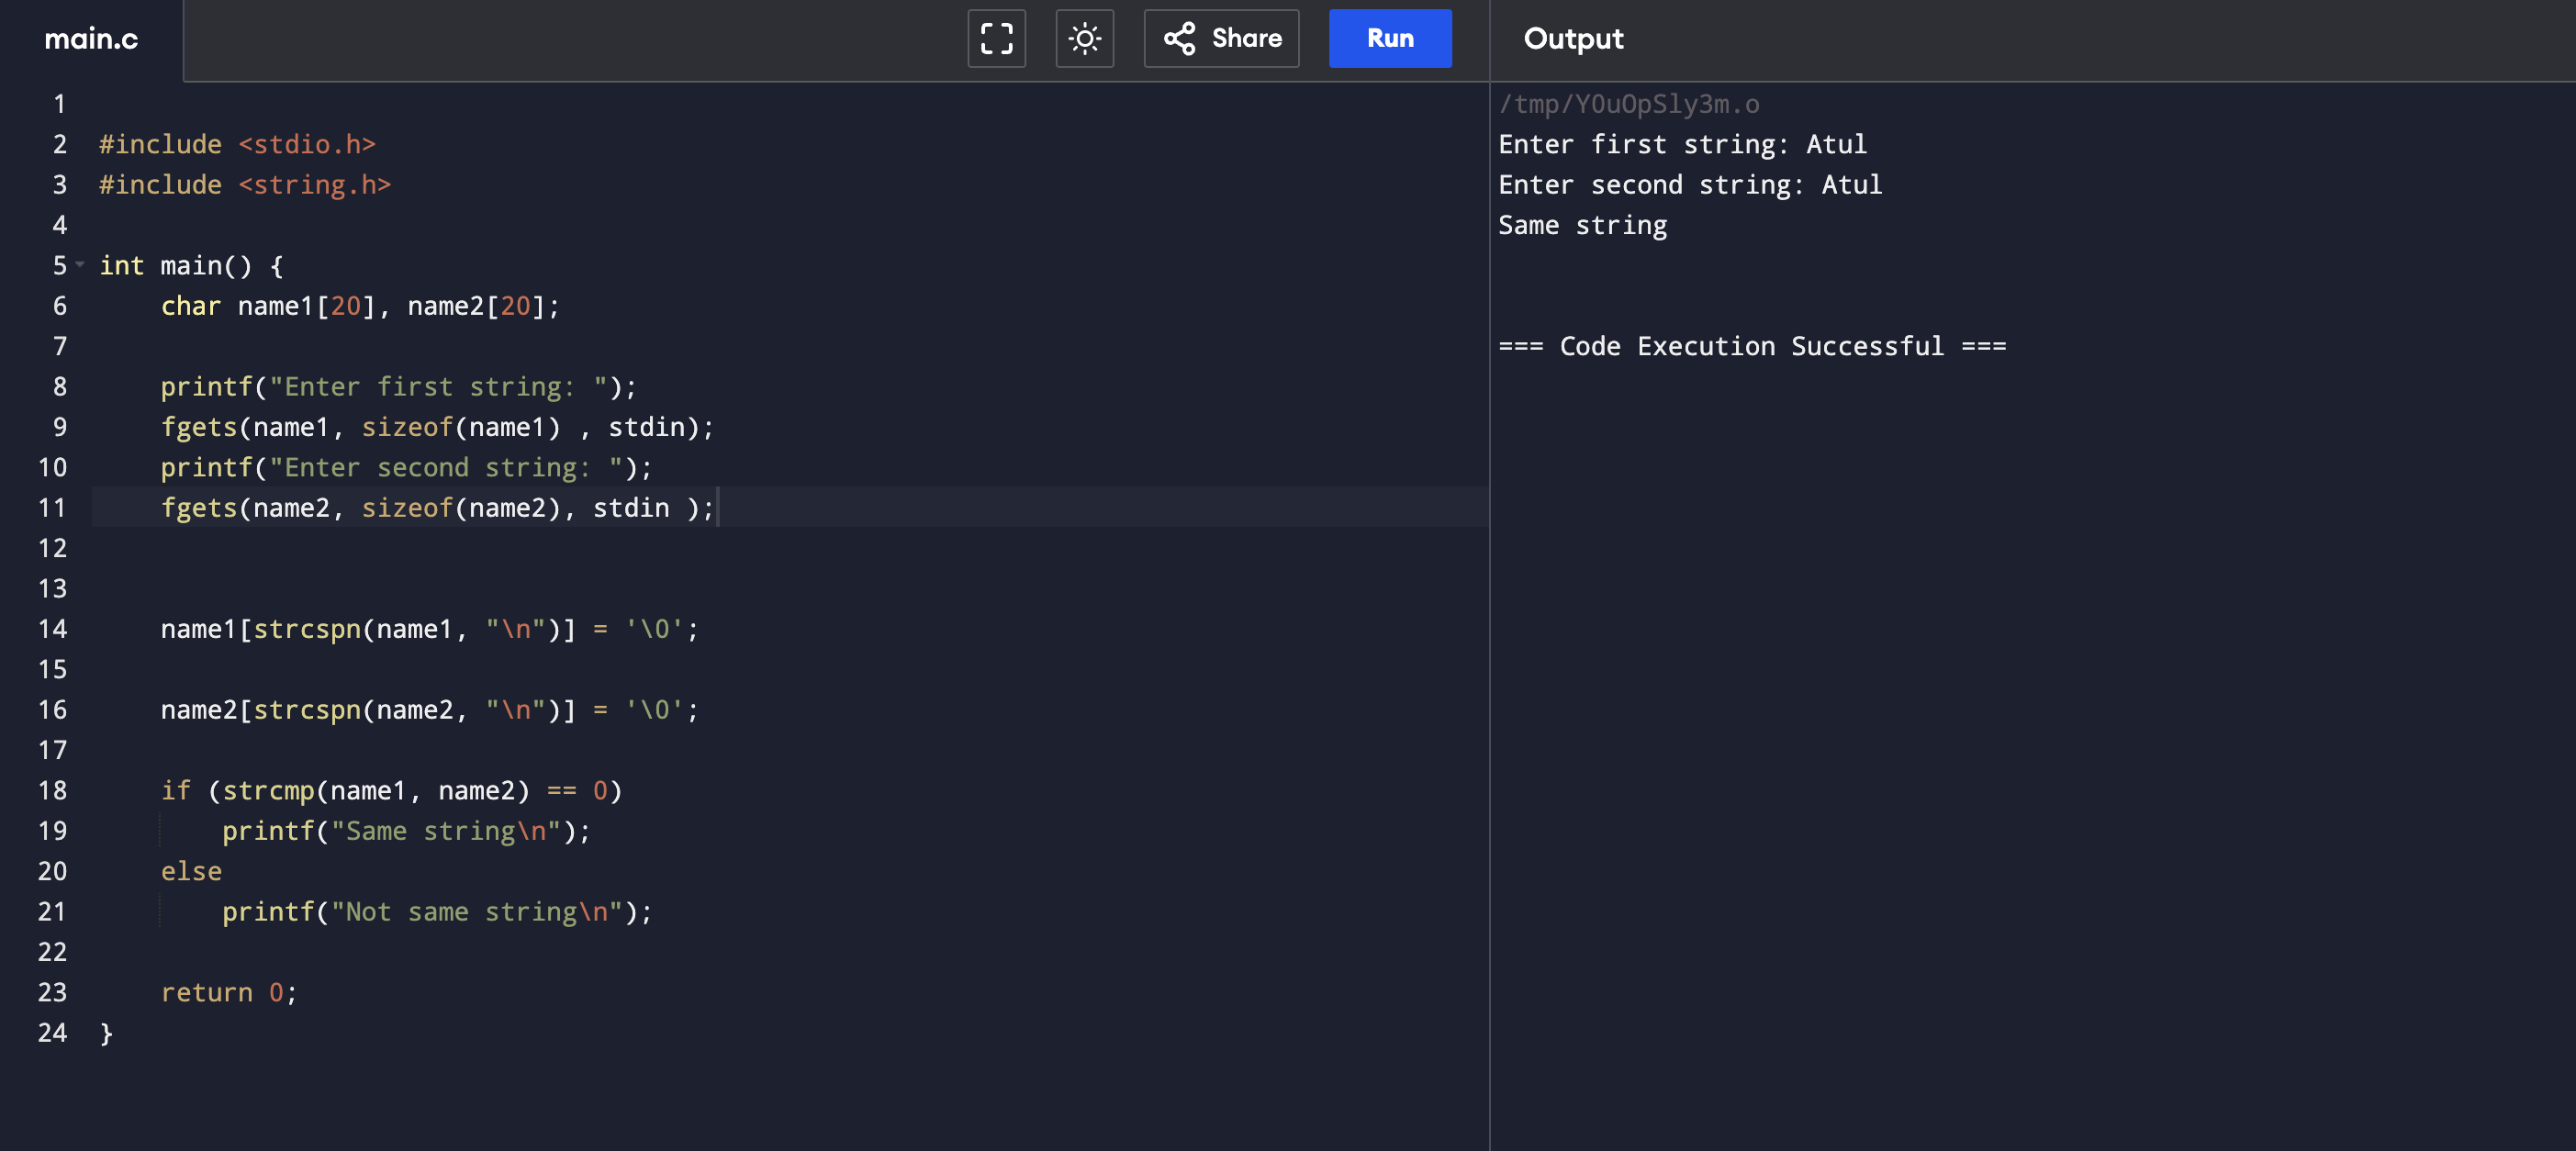 main.c
Share
Run
Output
1
2 #include <stdio.h>
3 #include <string.h>
4
5 int main() {
6 char name1[20], name2[20];
7
8 printf("Enter first string: ");
9 fgets(name1, sizeof(name1) , stdin);
10 printf("Enter second string: ");
11 fgets(name2, sizeof(name2), stdin );
12
13
14 name1[strcspn(name1, "\n")] = '\0';
15
16 name2[strcspn(name2, "\n")] = '\0';
17
18 if (strcmp(name1, name2) == 0)
19 printf("Same string\n");
20 else
21 printf("Not same string\n");
22
23 return 0;
24 }
/tmp/Y0uOpSly3m.o
Enter first string: Atul
Enter second string: Atul
Same string
=== Code Execution Successful ===